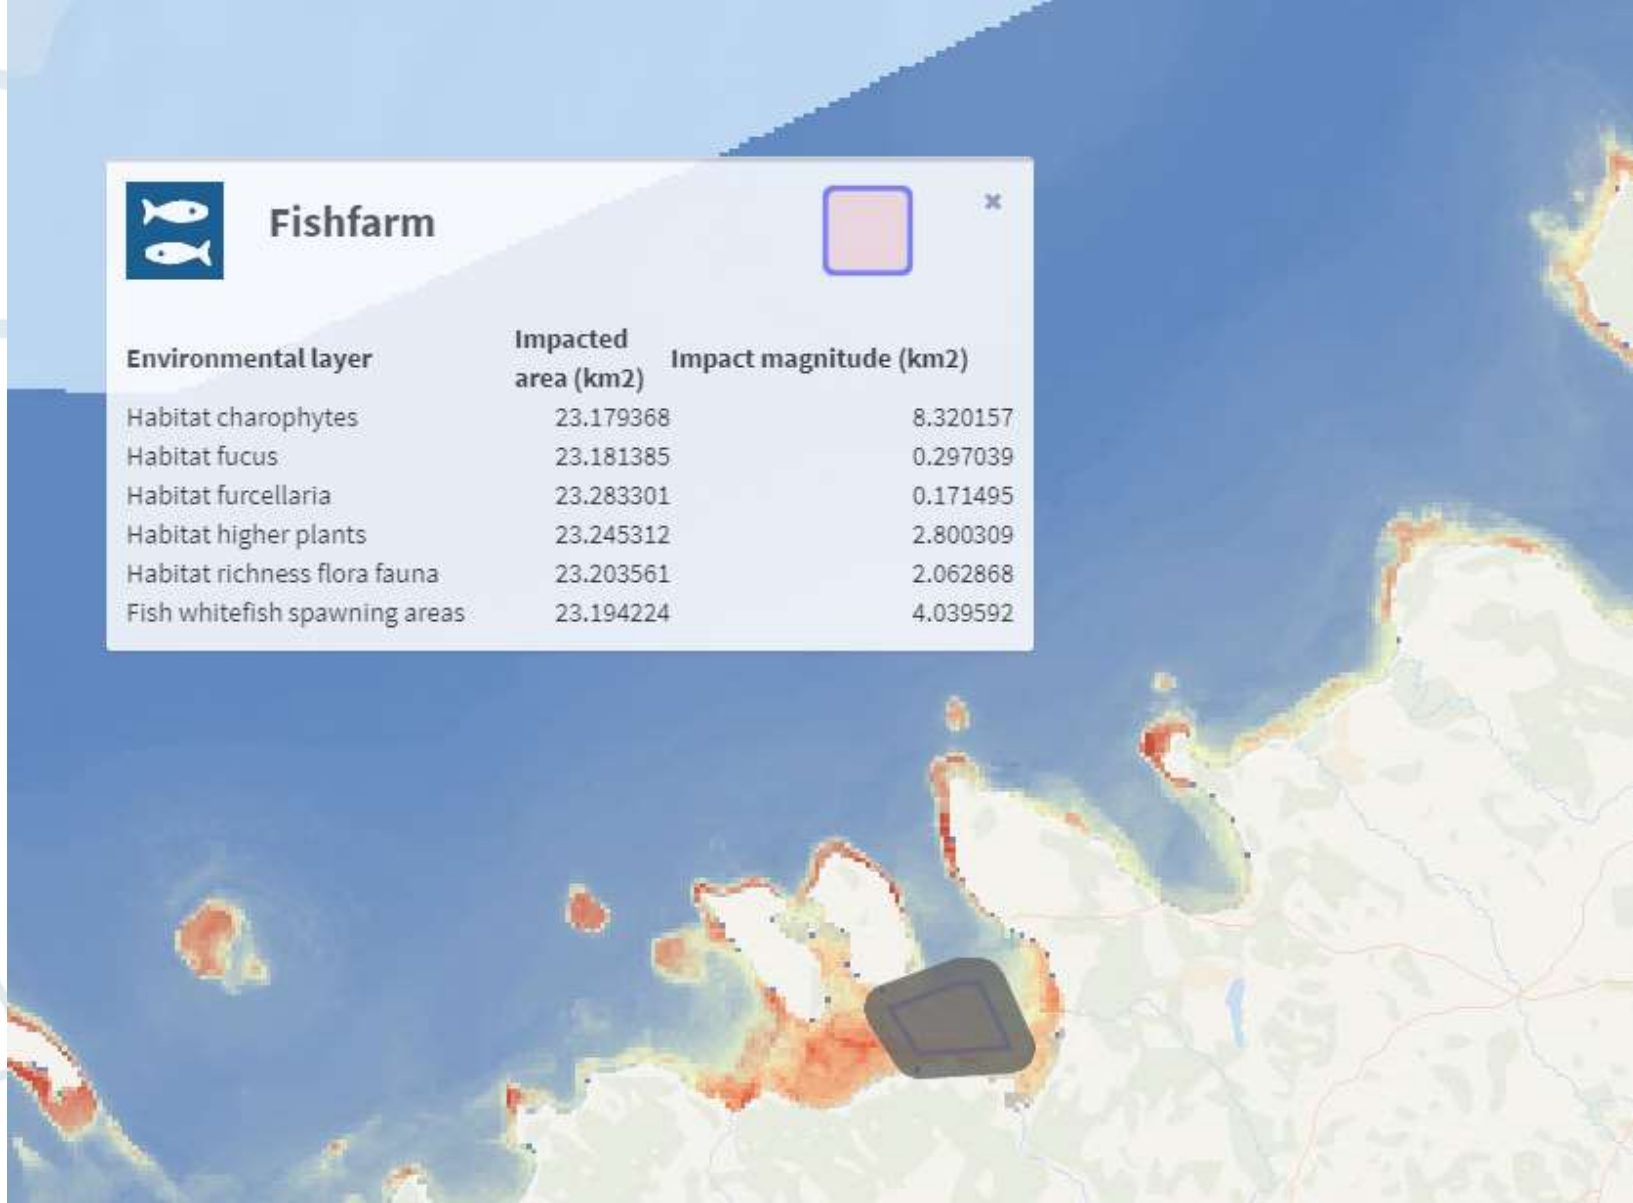 Fishfarm
Environmental layer Impacted area (km2) Impact magnitude (km2)
Habitat charophytes 23.179368 8.320157
Habitat fucus 23.181385 0.297039
Habitat furcellaria 23.283301 0.171495
Habitat higher plants 23.245312 2.800309
Habitat richness flora fauna 23.203561 2.062868
Fish whitefish spawning areas 23.194224 4.039592